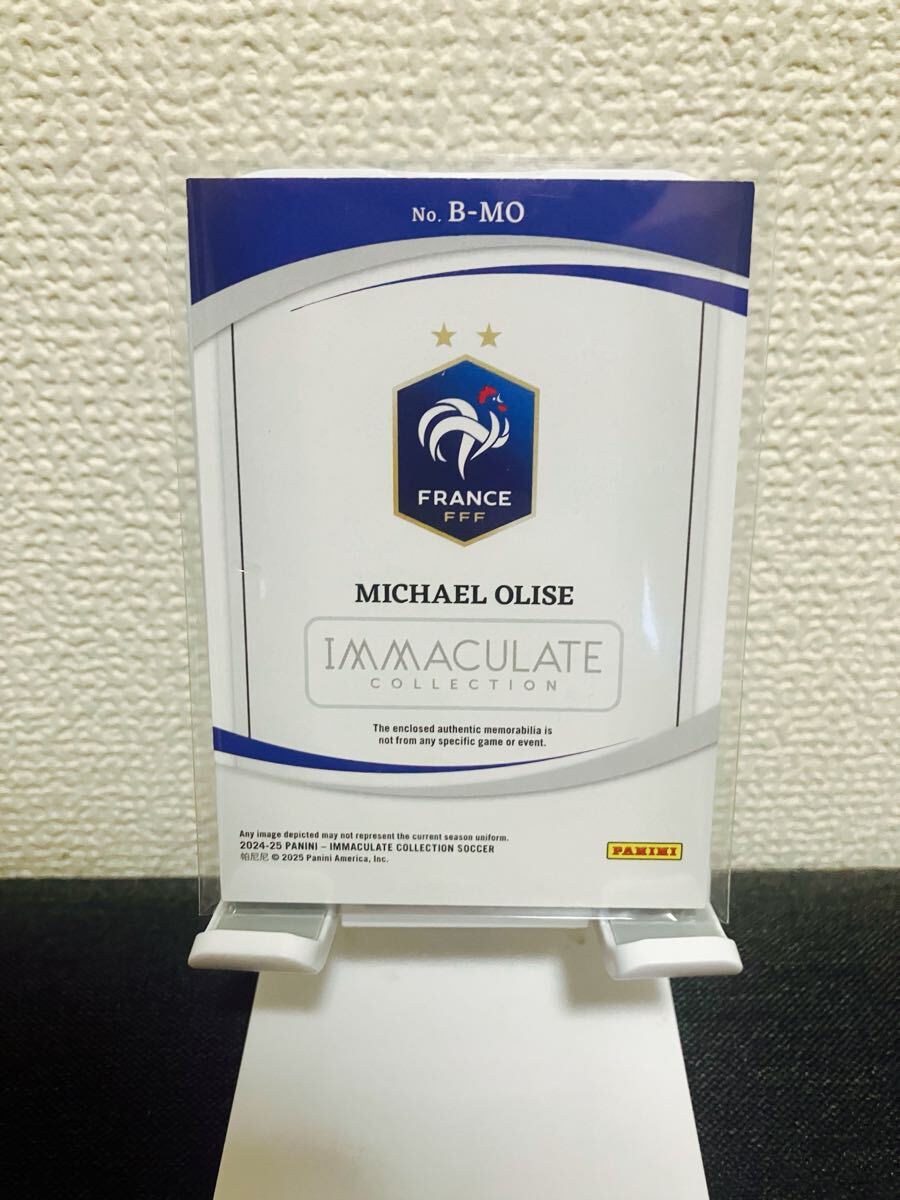 No. B-MO
FRANCE
FFF
MICHAEL OLISE
IMMACULATE
COLLECTION
The enclosed authentic memorabilia is
not from any specific game or event.
Any image depicted may not represent the current season uniform.
2024-25 PANINI – IMMACULATE COLLECTION SOCCER
帕尼尼 © 2025 Panini America, Inc.
PANINI